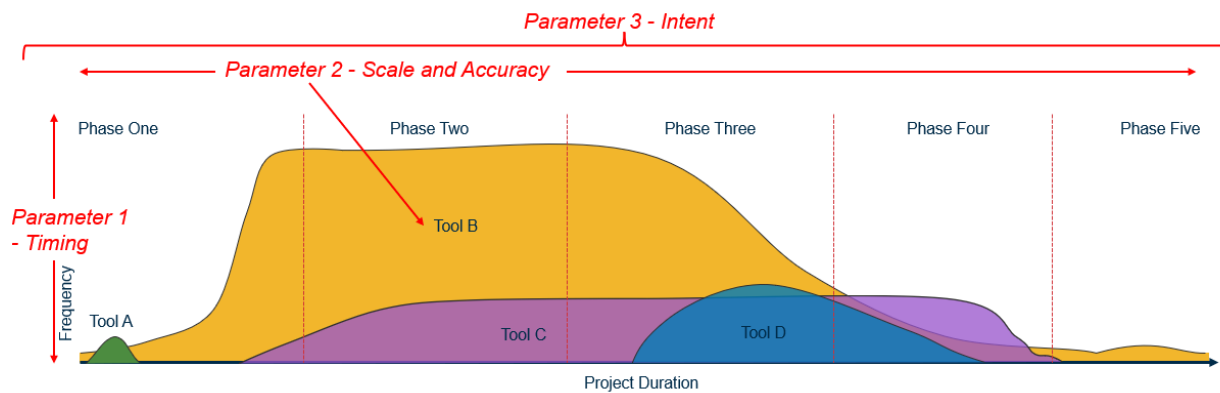 Parameter 3 - Intent
Parameter 2 - Scale and Accuracy
Phase One
Phase Two
Phase Three
Phase Four
Phase Five
Parameter 1
- Timing
Frequency
Tool A
Tool B
Tool C
Tool D
Project Duration